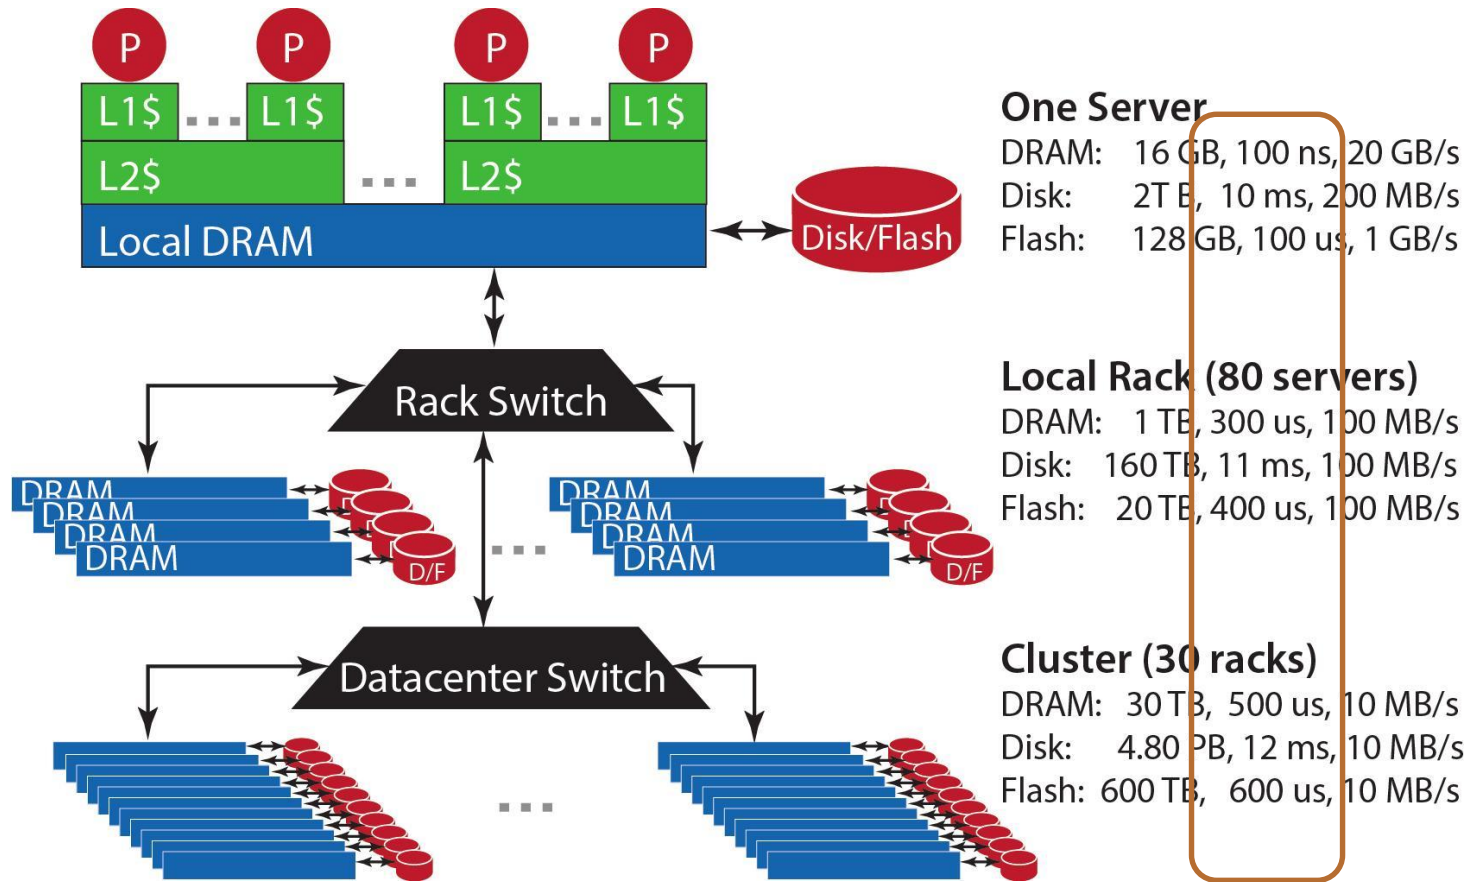 P P P P
L1$ L1$ L1$ L1$
L2$ L2$
Local DRAM
Disk/Flash
One Server
DRAM: 16 GB, 100 ns, 20 GB/s
Disk: 2T B, 10 ms, 200 MB/s
Flash: 128 GB, 100 us, 1 GB/s
Rack Switch
DRAM
DRAM
DRAM
DRAM
D/F
DRAM
DRAM
DRAM
DRAM
D/F
Local Rack (80 servers)
DRAM: 1 TB, 300 us, 100 MB/s
Disk: 160 TB, 11 ms, 100 MB/s
Flash: 20 TB, 400 us, 100 MB/s
Datacenter Switch
Cluster (30 racks)
DRAM: 30 TB, 500 us, 10 MB/s
Disk: 4.80 PB, 12 ms, 10 MB/s
Flash: 600 TB, 600 us, 10 MB/s